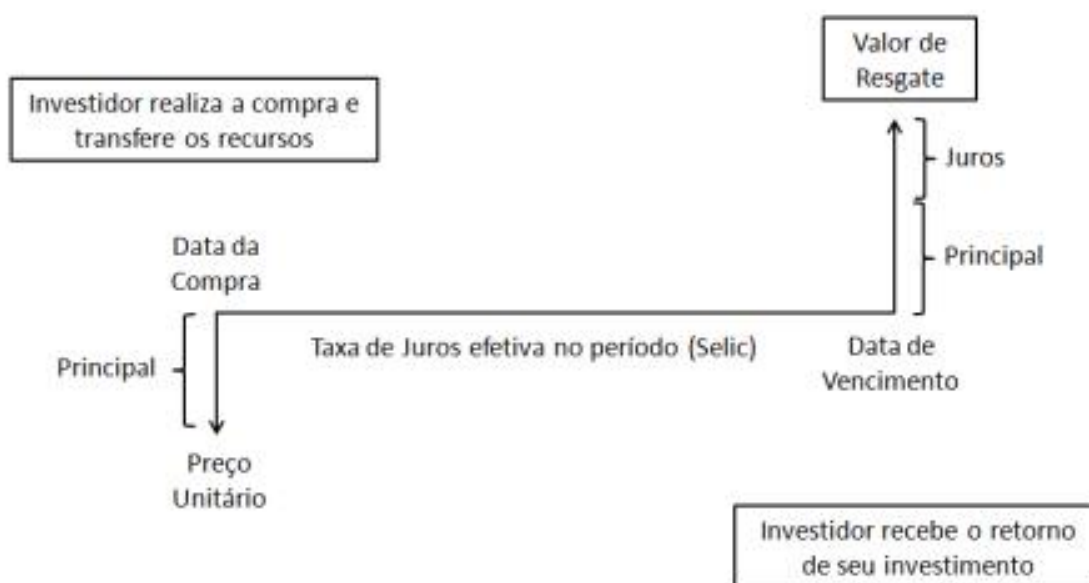 Valor de
Resgate
Investidor realiza a compra e
transfere os recursos
Juros
Data da
Compra
Principal
Principal
Taxa de Juros efetiva no período (Selic)
Data de
Vencimento
Preço
Unitário
Investidor recebe o retorno
de seu investimento